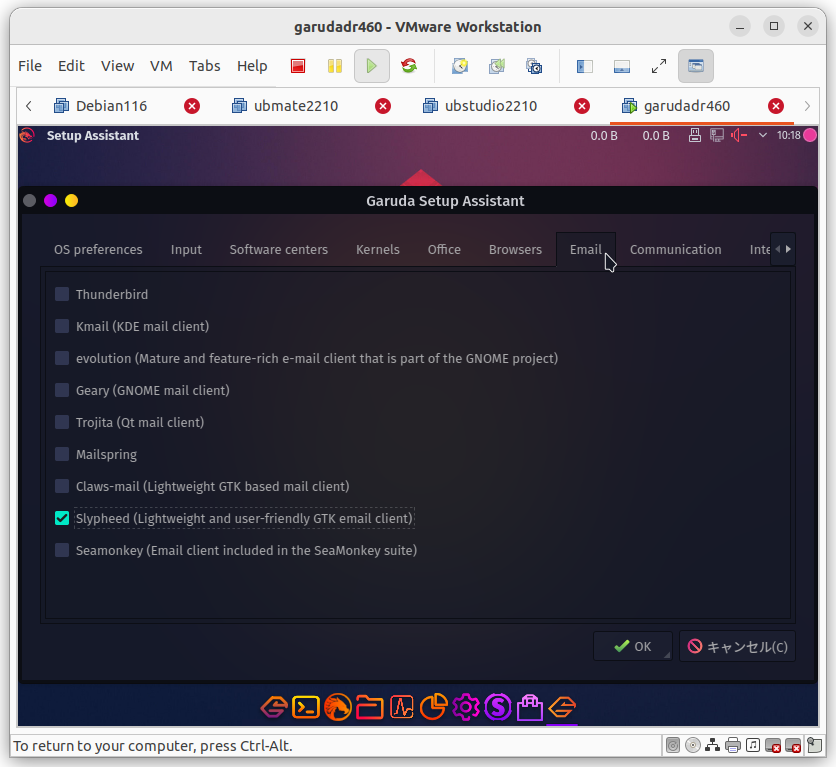 garudadr460 - VMware Workstation
File Edit View VM Tabs Help
Debian116 ubmate2210 ubstudio2210 garudadr460
Setup Assistant 0.0 B 0.0 B 10:18
Garuda Setup Assistant
OS preferences Input Software centers Kernels Office Browsers Email Communication Inte
Thunderbird
Kmail (KDE mail client)
evolution (Mature and feature-rich e-mail client that is part of the GNOME project)
Geary (GNOME mail client)
Trojita (Qt mail client)
Mailspring
Claws-mail (Lightweight GTK based mail client)
Slypheed (Lightweight and user-friendly GTK email client)
Seamonkey (Email client included in the SeaMonkey suite)
OK キャンセル(C)
To return to your computer, press Ctrl-Alt.